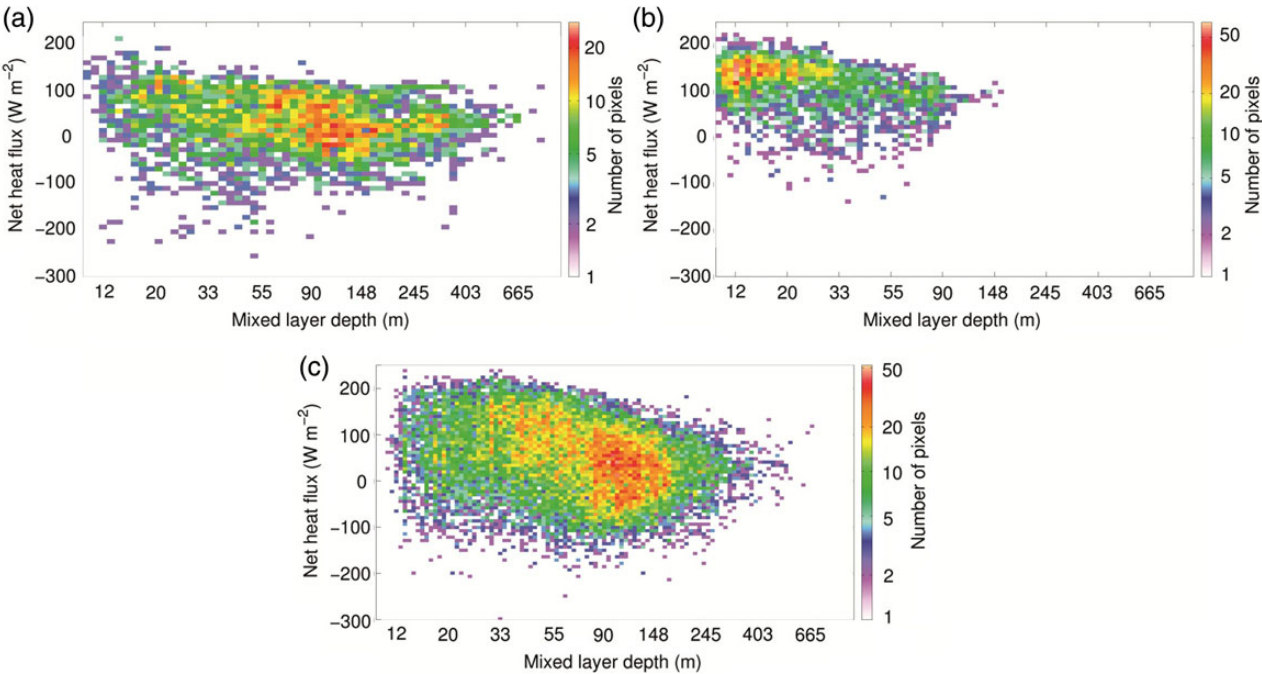 (a)
200
100
0
−100
−200
−300
Net heat flux (W m−2)
12 20 33 55 90 148 245 403 665
Mixed layer depth (m)
20
10
5
2
1
Number of pixels
(b)
200
100
0
−100
−200
−300
Net heat flux (W m−2)
12 20 33 55 90 148 245 403 665
Mixed layer depth (m)
50
20
10
5
2
1
Number of pixels
(c)
200
100
0
−100
−200
−300
Net heat flux (W m−2)
12 20 33 55 90 148 245 403 665
Mixed layer depth (m)
50
20
10
5
2
1
Number of pixels